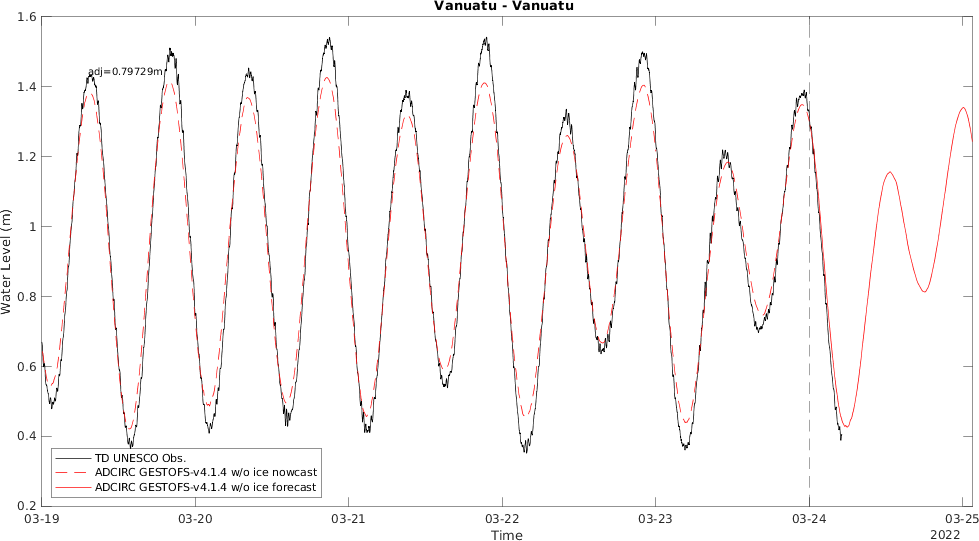 Vanuatu - Vanuatu
1.6
1.4
1.2
1
0.8
0.6
0.4
0.2
Water Level (m)
adj=0.79729m
TD UNESCO Obs.
ADCIRC GESTOFS-v4.1.4 w/o ice nowcast
ADCIRC GESTOFS-v4.1.4 w/o ice forecast
03-19 03-20 03-21 03-22 03-23 03-24 03-25
Time
2022